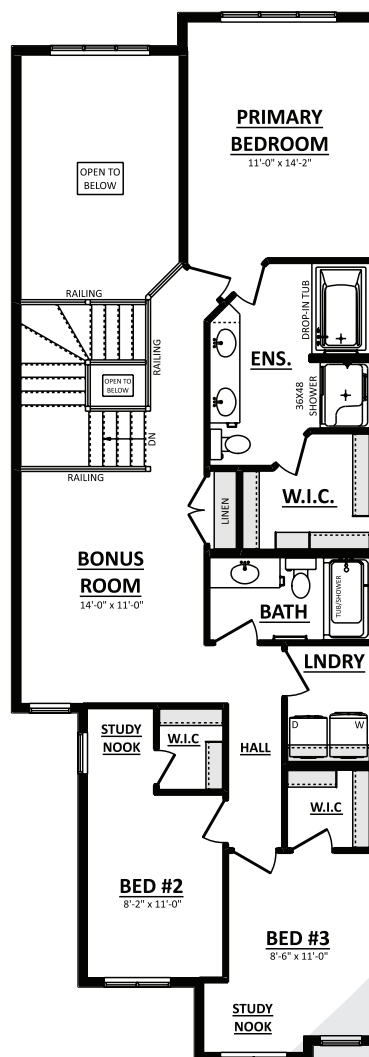 PRIMARY
BEDROOM
11'-0" x 14'-2"
OPEN TO
BELOW
RAILING
DROP-IN TUB
RAILING
ENS.
OPEN TO
BELOW
36X48
SHOWER
DN
RAILING
W.I.C.
LINEN
BONUS
ROOM
14'-0" x 11'-0"
TUB/SHOWER
BATH
LNDRY
D
W
STUDY
NOOK
W.I.C
HALL
W.I.C
BED #2
8'-2" x 11'-0"
BED #3
8'-6" x 11'-0"
STUDY
NOOK